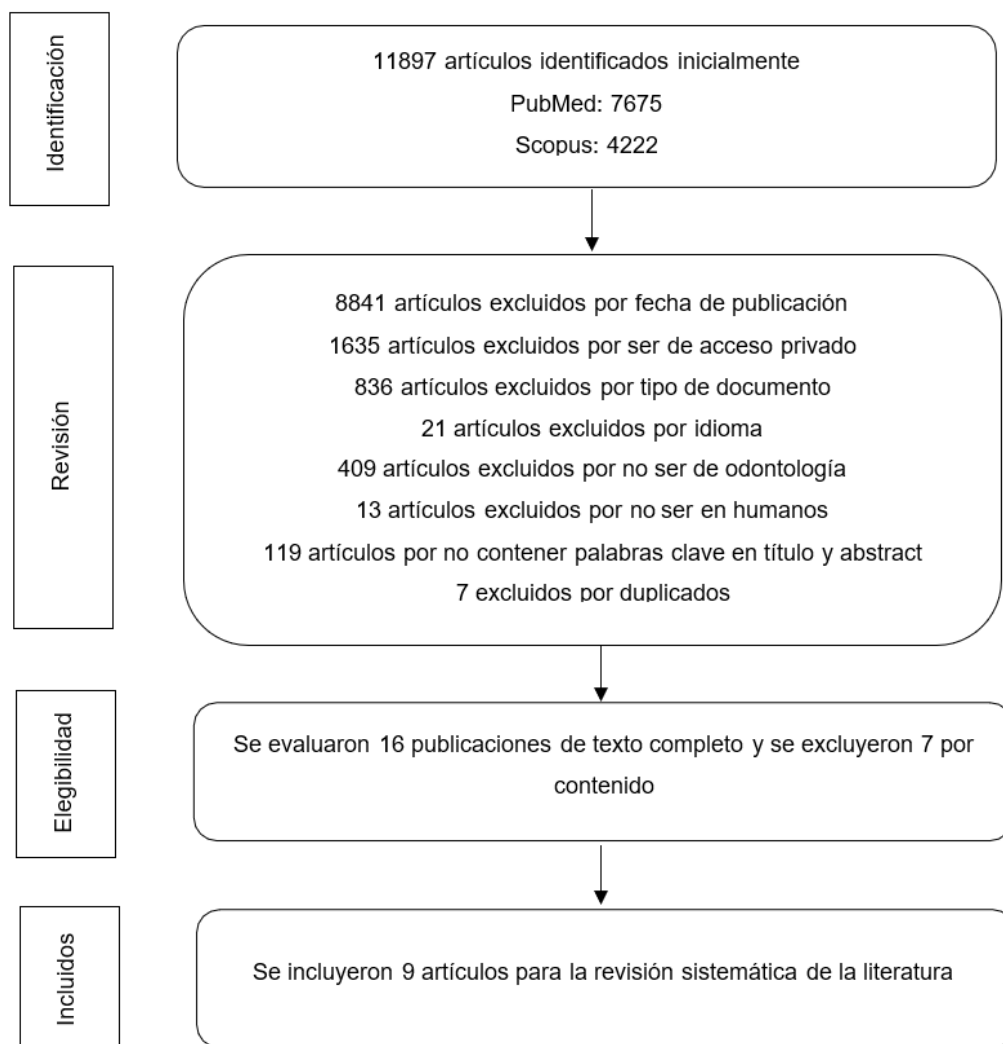 Identificación
11897 artículos identificados inicialmente
PubMed: 7675
Scopus: 4222
Revisión
8841 artículos excluidos por fecha de publicación
1635 artículos excluidos por ser de acceso privado
836 artículos excluidos por tipo de documento
21 artículos excluidos por idioma
409 artículos excluidos por no ser de odontología
13 artículos excluidos por no ser en humanos
119 artículos por no contener palabras clave en título y abstract
7 excluidos por duplicados
Elegibilidad
Se evaluaron 16 publicaciones de texto completo y se excluyeron 7 por
contenido
Incluidos
Se incluyeron 9 artículos para la revisión sistemática de la literatura